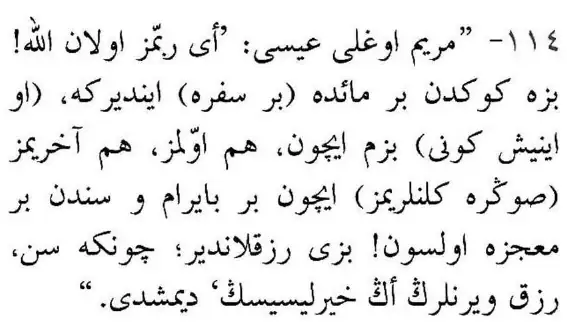 ١١٤- ”مریم اوغلی عیسی: ’أی ربّمز اولان اللّٰه!
بزه کوکدن بر مائده (بر سفره) ایندیرکه، (او
اینیش کونی) بزم ایچون، هم اوّلمز، هم آخریمز
(صوڭره کلنلریمز) ایچون بر بایرام و سندن بر
معجزه اولسون! بزی رزقلاندیر؛ چونکه سن،
رزق ویرنلرڭ أڭ خیرلیسیسڭ‘ دیمشدی.“